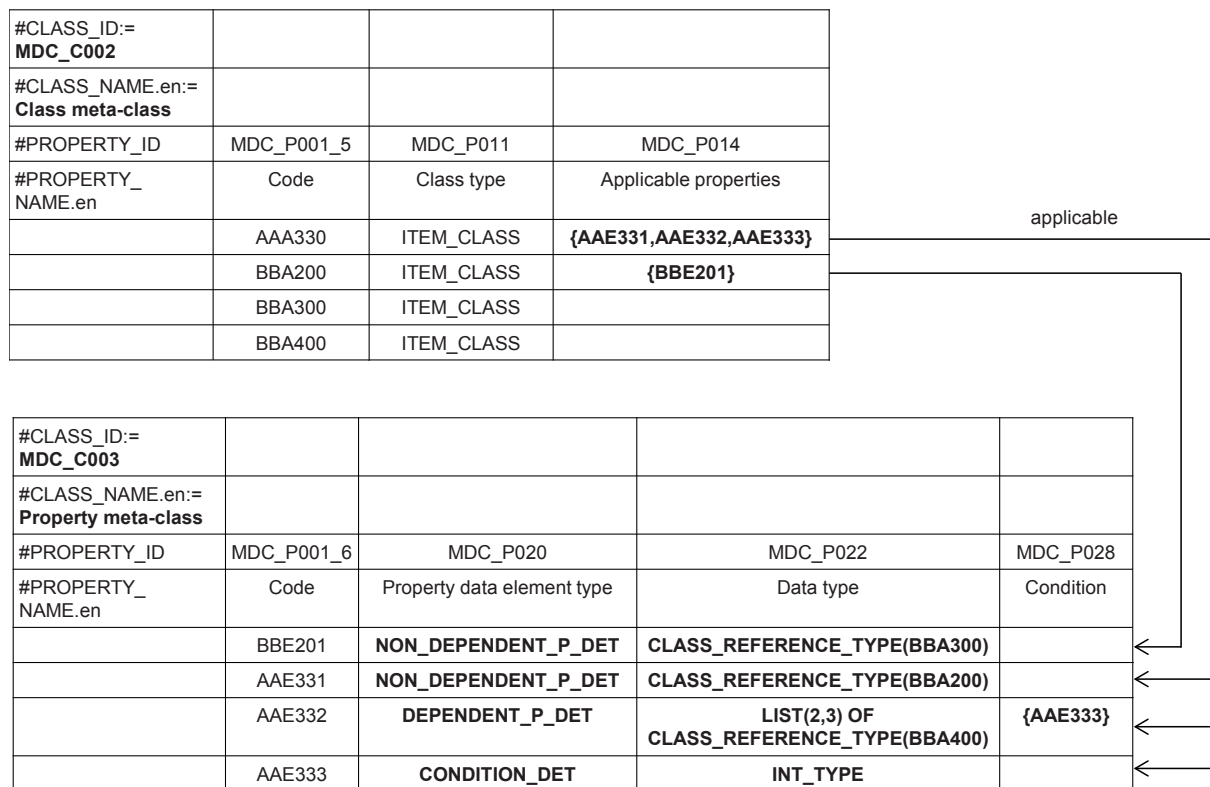 #CLASS_ID:=
MDC_C002
#CLASS_NAME.en:=
Class meta-class
#PROPERTY_ID MDC_P001_5 MDC_P011 MDC_P014
#PROPERTY_ Code Class type Applicable properties
NAME.en
applicable
AAA330 ITEM_CLASS {AAE331,AAE332,AAE333}
BBA200 ITEM_CLASS {BBE201}
BBA300 ITEM_CLASS
BBA400 ITEM_CLASS
#CLASS_ID:=
MDC_C003
#CLASS_NAME.en:=
Property meta-class
#PROPERTY_ID MDC_P001_6 MDC_P020 MDC_P022 MDC_P028
#PROPERTY_ Code Property data element type Data type Condition
NAME.en
BBE201 NON_DEPENDENT_P_DET CLASS_REFERENCE_TYPE(BBA300)
AAE331 NON_DEPENDENT_P_DET CLASS_REFERENCE_TYPE(BBA200)
AAE332 DEPENDENT_P_DET LIST(2,3) OF {AAE333}
CLASS_REFERENCE_TYPE(BBA400)
AAE333 CONDITION_DET INT_TYPE